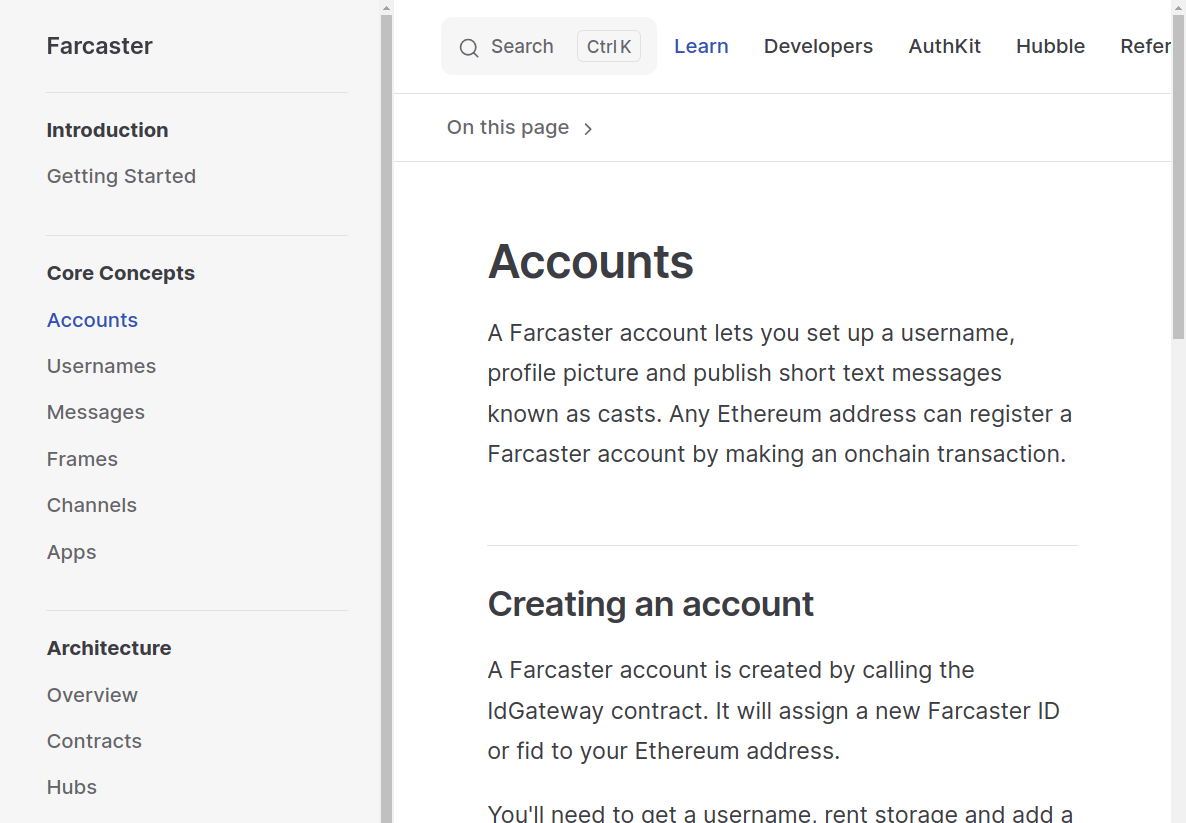 Farcaster
Introduction
Getting Started
Core Concepts
Accounts
Usernames
Messages
Frames
Channels
Apps
Architecture
Overview
Contracts
Hubs
Search Ctrl K Learn Developers AuthKit Hubble Refer
On this page
Accounts
A Farcaster account lets you set up a username,
profile picture and publish short text messages
known as casts. Any Ethereum address can register a
Farcaster account by making an onchain transaction.
Creating an account
A Farcaster account is created by calling the
IdGateway contract. It will assign a new Farcaster ID
or fid to your Ethereum address.
You'll need to get a username, rent storage and add a